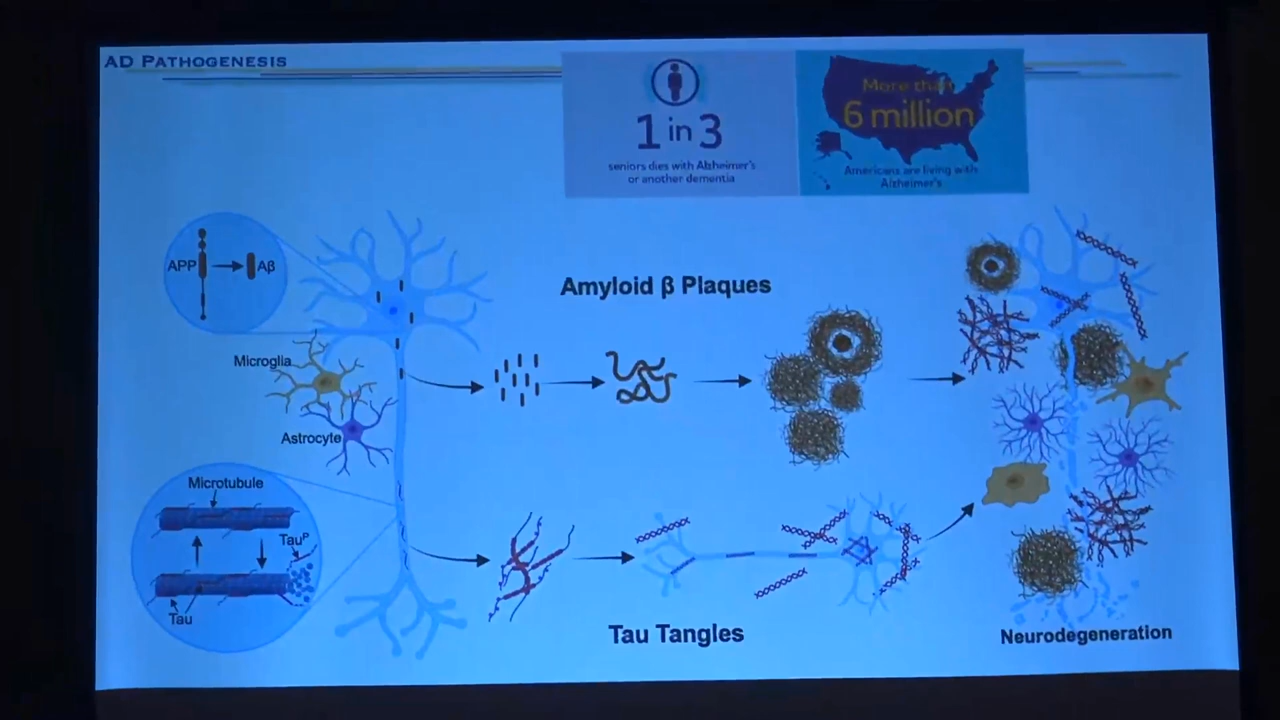 AD PATHOGENESIS
1 in 3
seniors dies with Alzheimer's
or another dementia
More than
6 million
Americans are living with
Alzheimer's
APP
Aβ
Amyloid β Plaques
Microglia
Astrocyte
Microtubule
Tauᴾ
Tau
Tau Tangles
Neurodegeneration